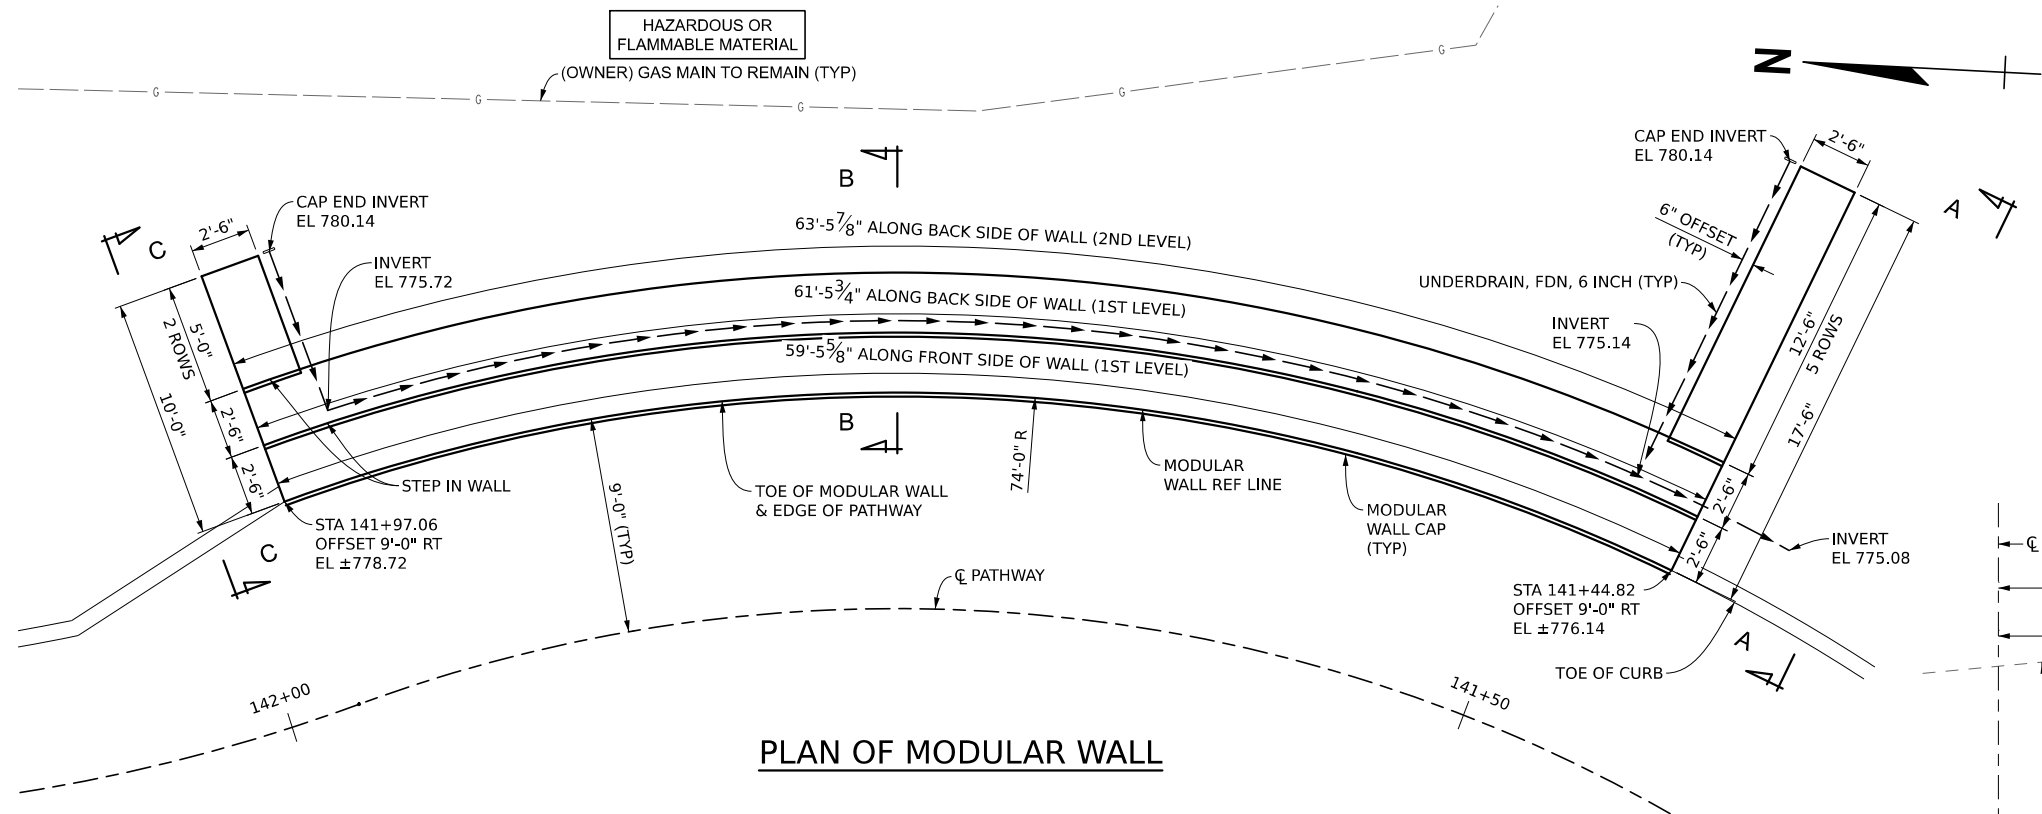 HAZARDOUS OR
FLAMMABLE MATERIAL
(OWNER) GAS MAIN TO REMAIN (TYP)
G
G
G
G
G
N
CAP END INVERT
EL 780.14
2'-6"
A
6" OFFSET
(TYP)
B
CAP END INVERT
EL 780.14
2'-6"
C
63'-5 7/8" ALONG BACK SIDE OF WALL (2ND LEVEL)
INVERT
EL 775.72
UNDERDRAIN, FDN, 6 INCH (TYP)
61'-5 3/4" ALONG BACK SIDE OF WALL (1ST LEVEL)
INVERT
EL 775.14
12'-6"
5 ROWS
5'-0"
2 ROWS
59'-5 5/8" ALONG FRONT SIDE OF WALL (1ST LEVEL)
10'-0"
2'-6"
2'-6"
B
17'-6"
STEP IN WALL
TOE OF MODULAR WALL
& EDGE OF PATHWAY
74'-0" R
MODULAR
WALL REF LINE
MODULAR
WALL CAP
(TYP)
2'-6"
2'-6"
9'-0" (TYP)
STA 141+97.06
OFFSET 9'-0" RT
EL ±778.72
C
INVERT
EL 775.08
℄
℄ PATHWAY
STA 141+44.82
OFFSET 9'-0" RT
EL ±776.14
A
TOE OF CURB
142+00
141+50
PLAN OF MODULAR WALL